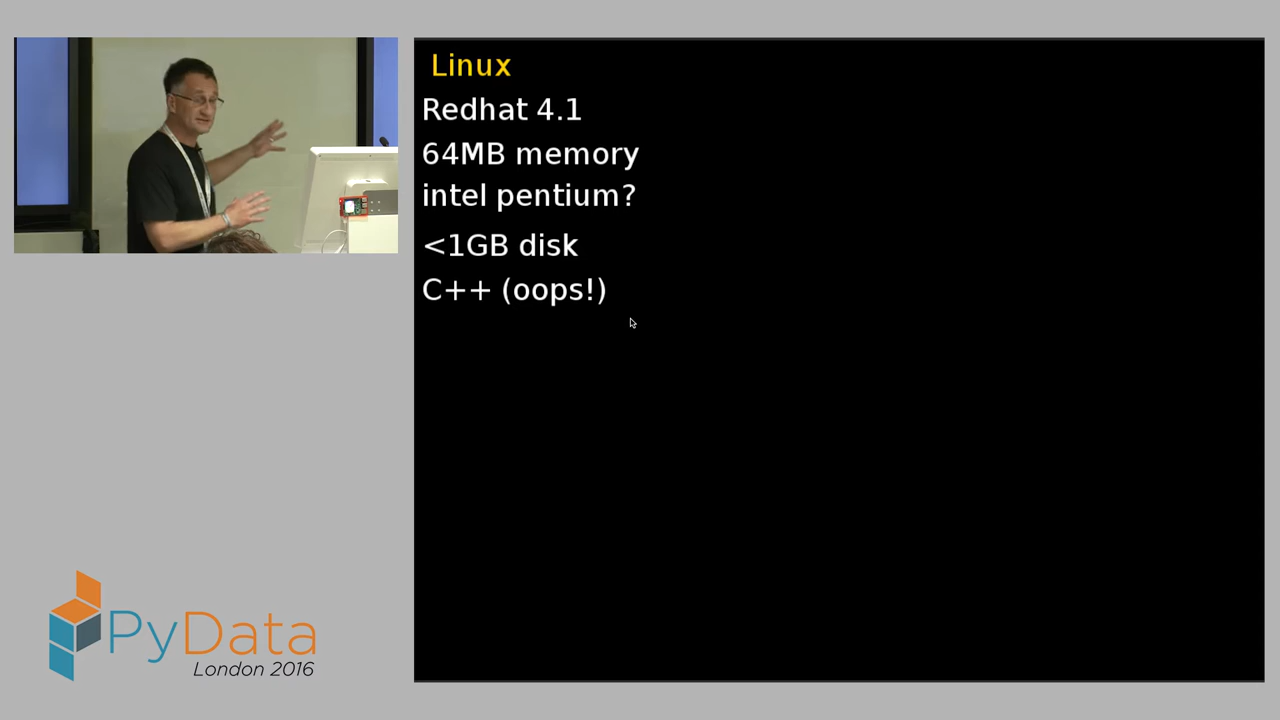 Linux
Redhat 4.1
64MB memory
intel pentium?
<1GB disk
C++ (oops!)
PyData
London 2016